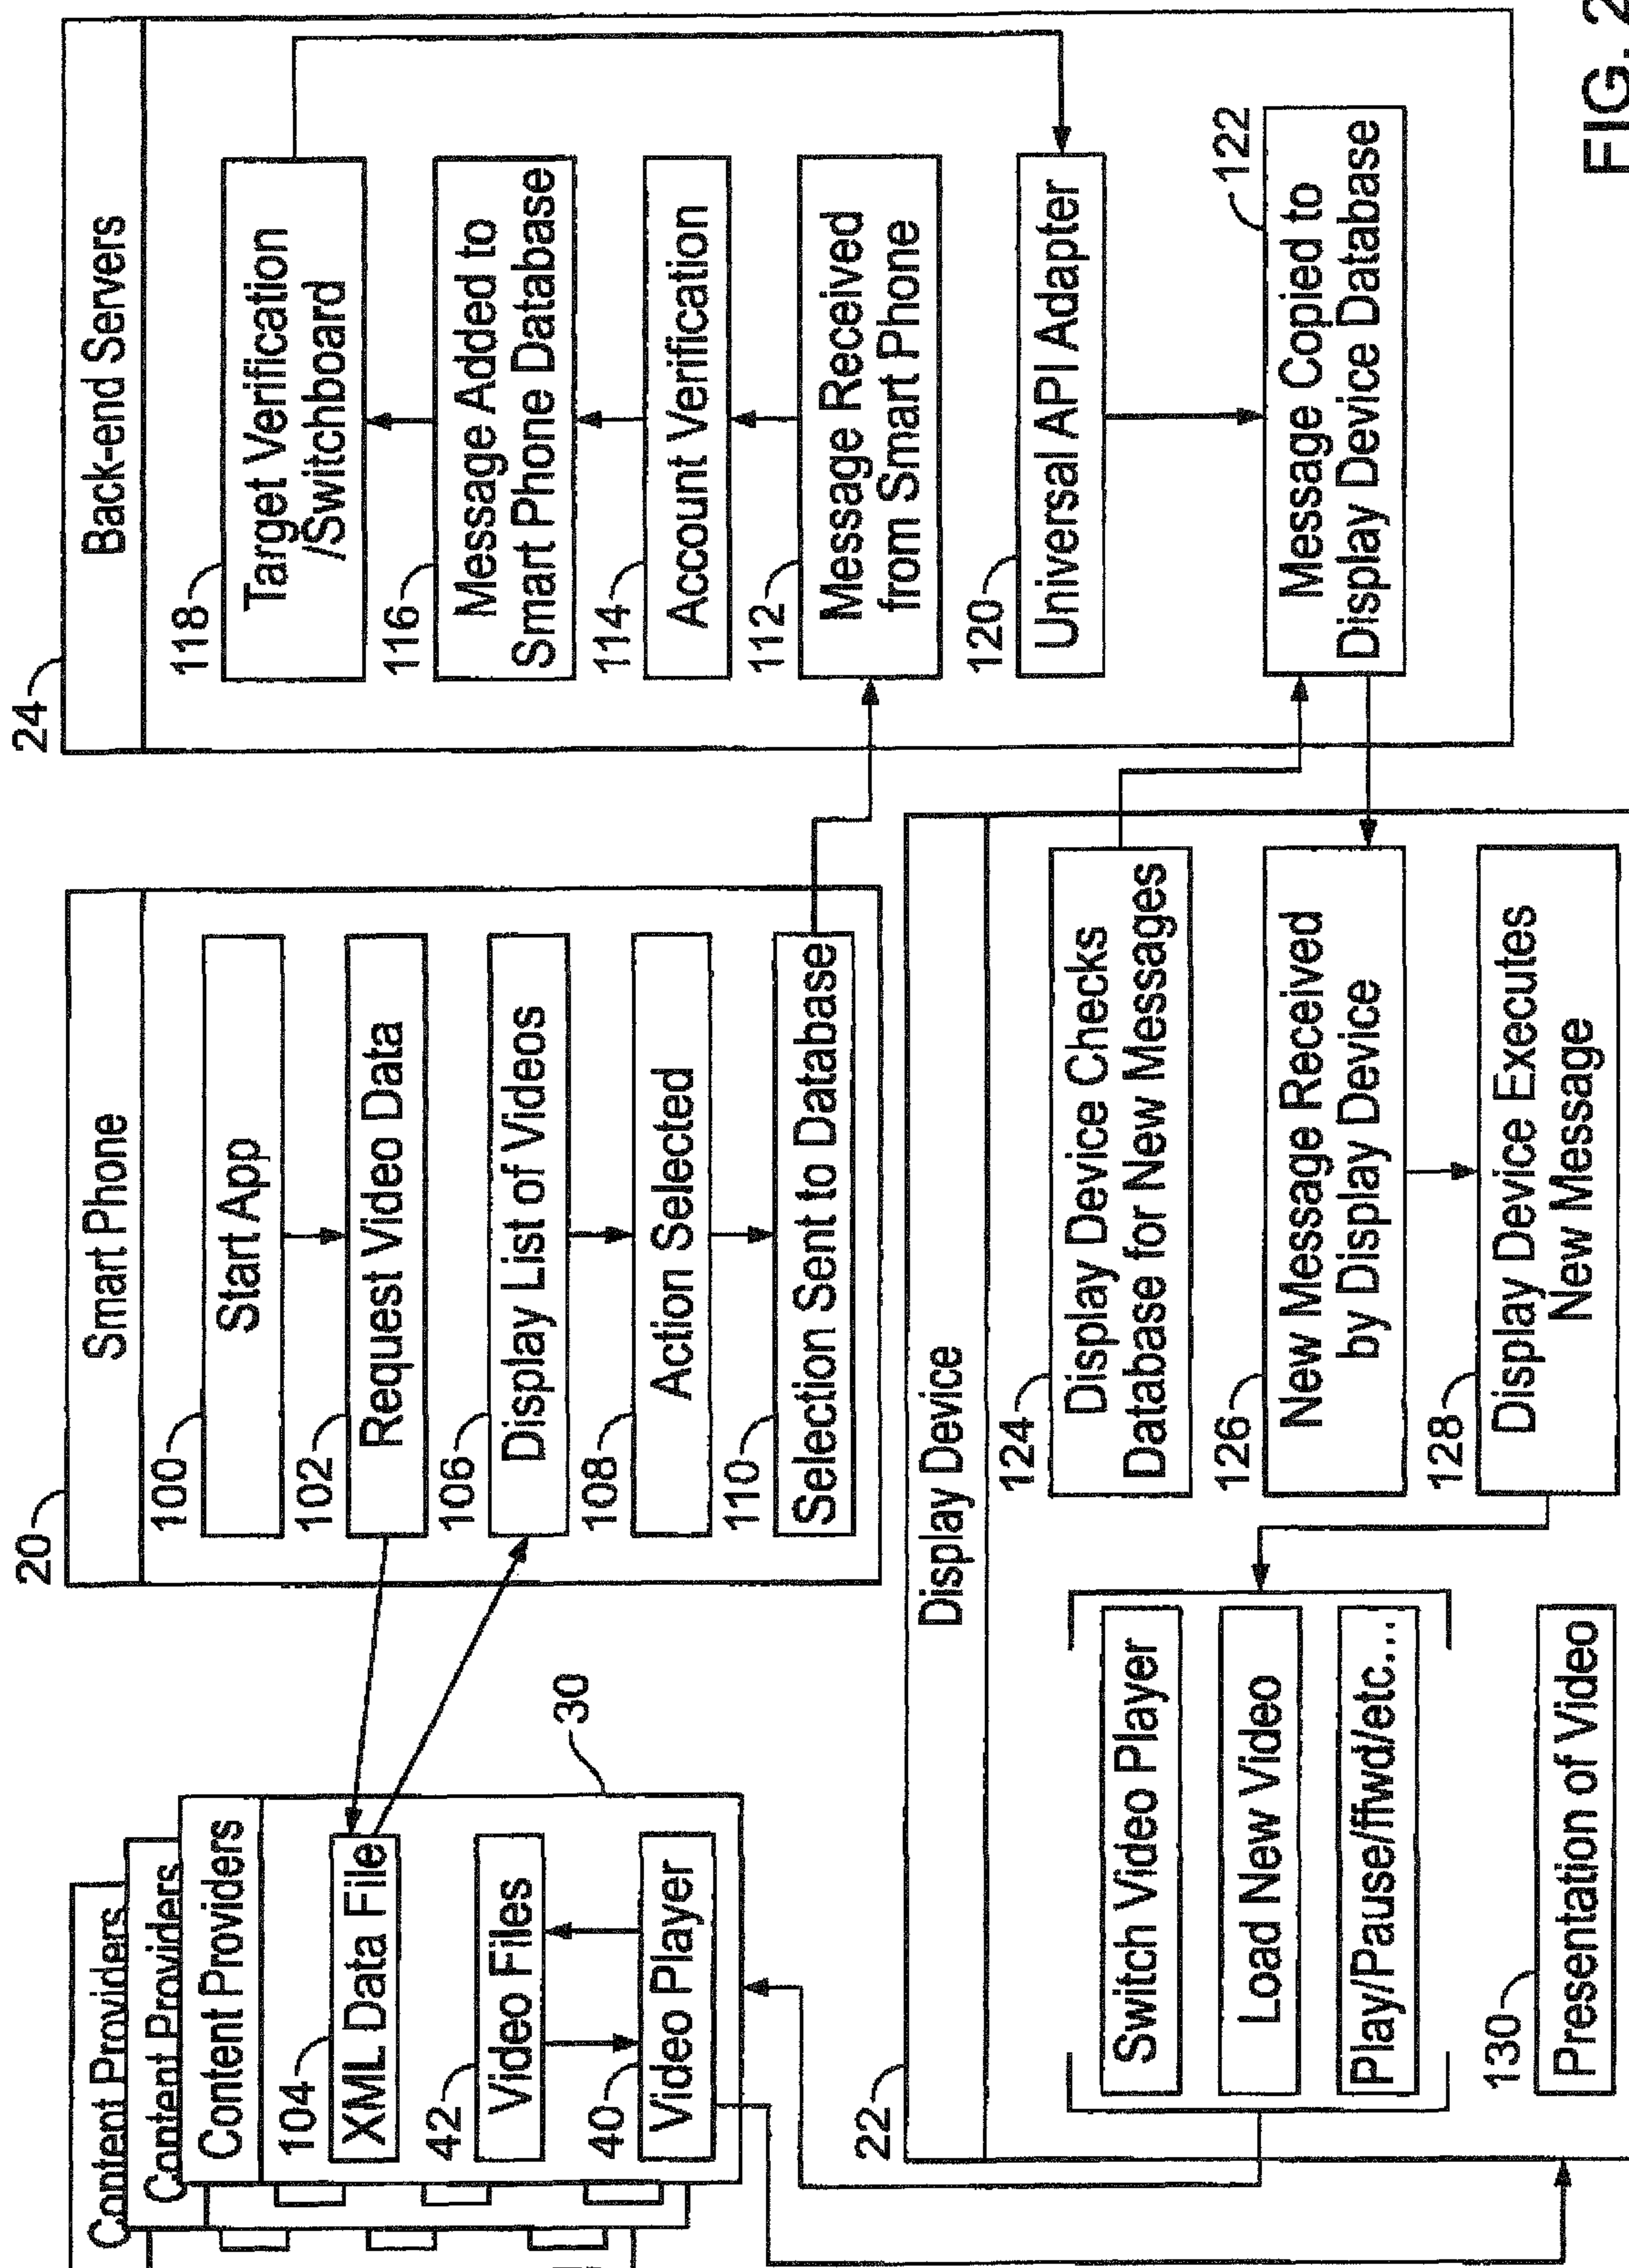 Content Providers
Content Providers
Content Providers
30
104
XML Data File
42
Video Files
40
Video Player
20
Smart Phone
100
Start App
102
Request Video Data
106
Display List of Videos
108
Action Selected
110
Selection Sent to Database
24
Back-end Servers
118
Target Verification
/Switchboard
116
Message Added to
Smart Phone Database
114
Account Verification
112
Message Received
from Smart Phone
120
Universal API Adapter
122
Message Copied to
Display Device Database
22
Display Device
124
Display Device Checks
Database for New Messages
126
New Message Received
by Display Device
128
Display Device Executes
New Message
Switch Video Player
Load New Video
Play/Pause/ffwd/etc...
130
Presentation of Video
FIG. 2